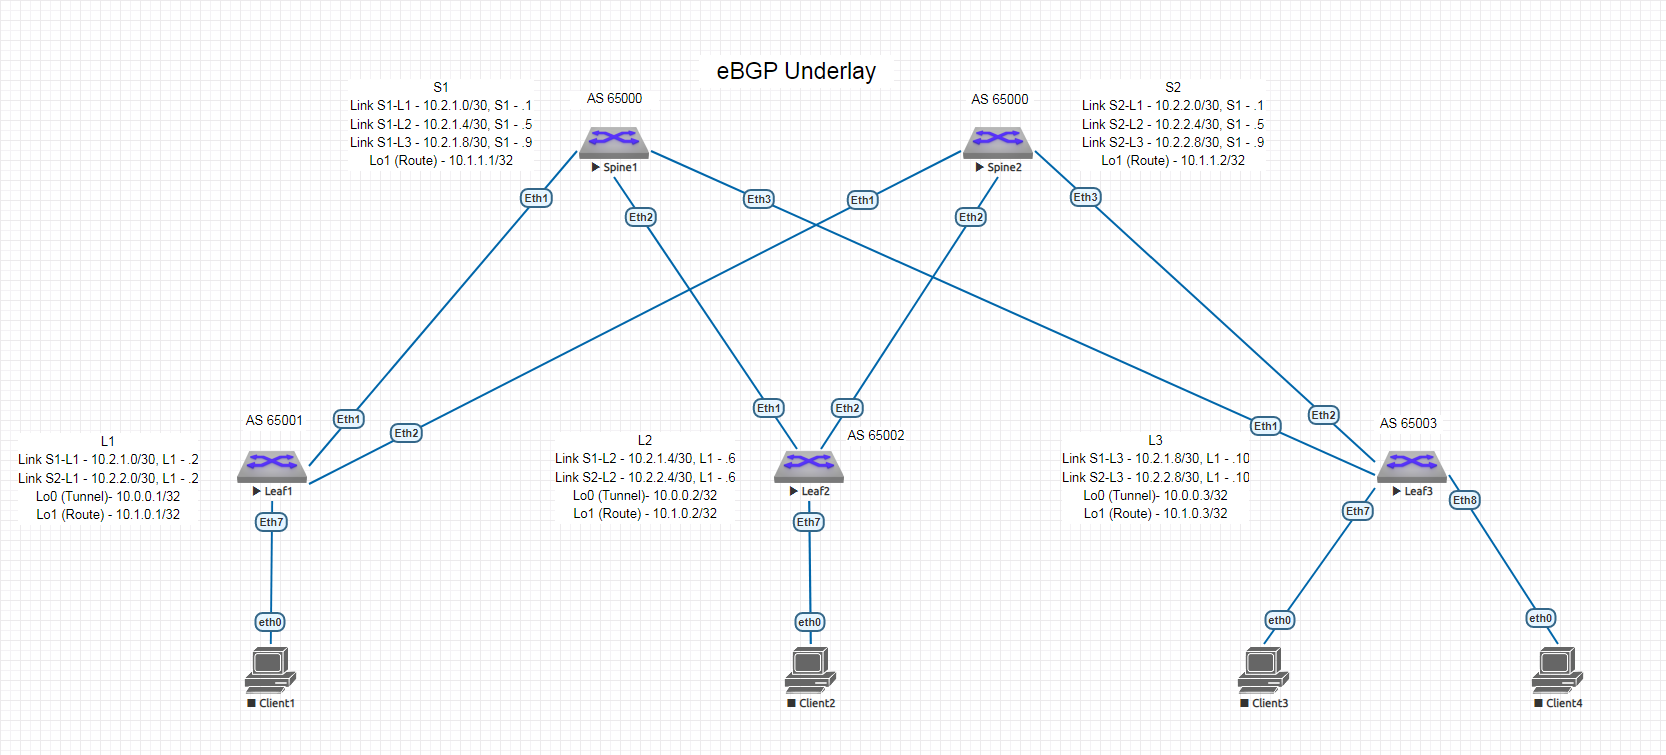 eBGP Underlay
S1
Link S1-L1 - 10.2.1.0/30, S1 - .1
Link S1-L2 - 10.2.1.4/30, S1 - .5
Link S1-L3 - 10.2.1.8/30, S1 - .9
Lo1 (Route) - 10.1.1.1/32
AS 65000
Spine1
AS 65000
Spine2
S2
Link S2-L1 - 10.2.2.0/30, S1 - .1
Link S2-L2 - 10.2.2.4/30, S1 - .5
Link S2-L3 - 10.2.2.8/30, S1 - .9
Lo1 (Route) - 10.1.1.2/32
Eth1
Eth2
Eth3
Eth1
Eth2
Eth3
Eth1
Eth2
Eth1
Eth2
Eth1
Eth2
AS 65001
L1
Link S1-L1 - 10.2.1.0/30, L1 - .2
Link S2-L1 - 10.2.2.0/30, L1 - .2
Lo0 (Tunnel)- 10.0.0.1/32
Lo1 (Route) - 10.1.0.1/32
Leaf1
AS 65002
L2
Link S1-L2 - 10.2.1.4/30, L1 - .6
Link S2-L2 - 10.2.2.4/30, L1 - .6
Lo0 (Tunnel)- 10.0.0.2/32
Lo1 (Route) - 10.1.0.2/32
Leaf2
AS 65003
L3
Link S1-L3 - 10.2.1.8/30, L1 - .10
Link S2-L3 - 10.2.2.8/30, L1 - .10
Lo0 (Tunnel)- 10.0.0.3/32
Lo1 (Route) - 10.1.0.3/32
Leaf3
Eth7
Eth7
Eth7
Eth8
eth0
eth0
eth0
eth0
Client1
Client2
Client3
Client4